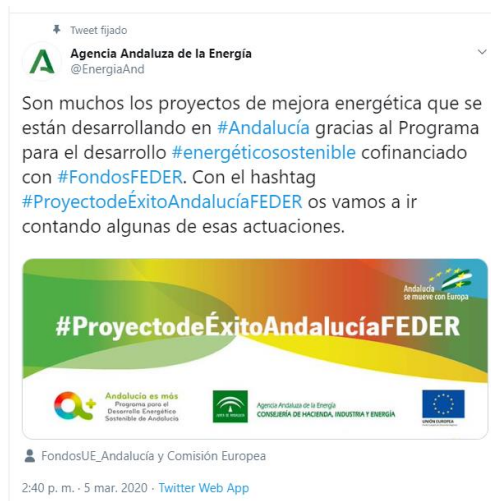 Tweet fijado
Agencia Andaluza de la Energía
@EnergiaAnd
Son muchos los proyectos de mejora energética que se
están desarrollando en #Andalucía gracias al Programa
para el desarrollo #energéticosostenible cofinanciado
con #FondosFEDER. Con el hashtag
#ProyectodeÉxitoAndalucíaFEDER os vamos a ir
contando algunas de esas actuaciones.
Andalucía
se mueve con Europa
#ProyectodeÉxitoAndalucíaFEDER
Andalucía es más
Programa para el
Desarrollo Energético
Sostenible de Andalucía
JUNTA DE ANDALUCIA
Agencia Andaluza de la Energía
CONSEJERÍA DE HACIENDA, INDUSTRIA Y ENERGÍA
UNIÓN EUROPEA
FondosUE_Andalucía y Comisión Europea
2:40 p. m. · 5 mar. 2020 · Twitter Web App